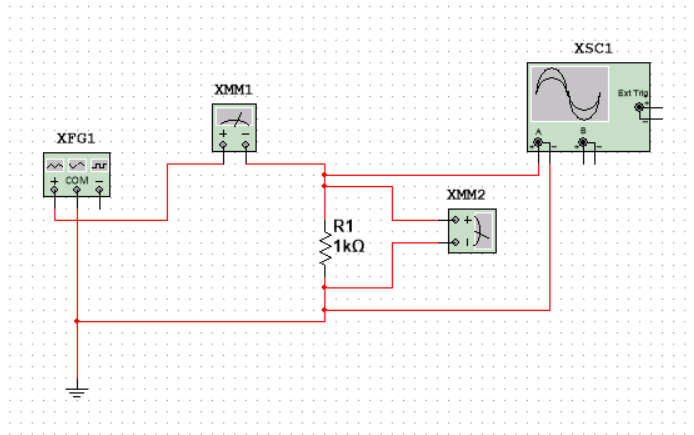 XSC1
Ext Trig
+
-
A
B
+ - + -
XMM1
+ -
XFG1
+ COM -
XMM2
+
-
R1
1kΩ